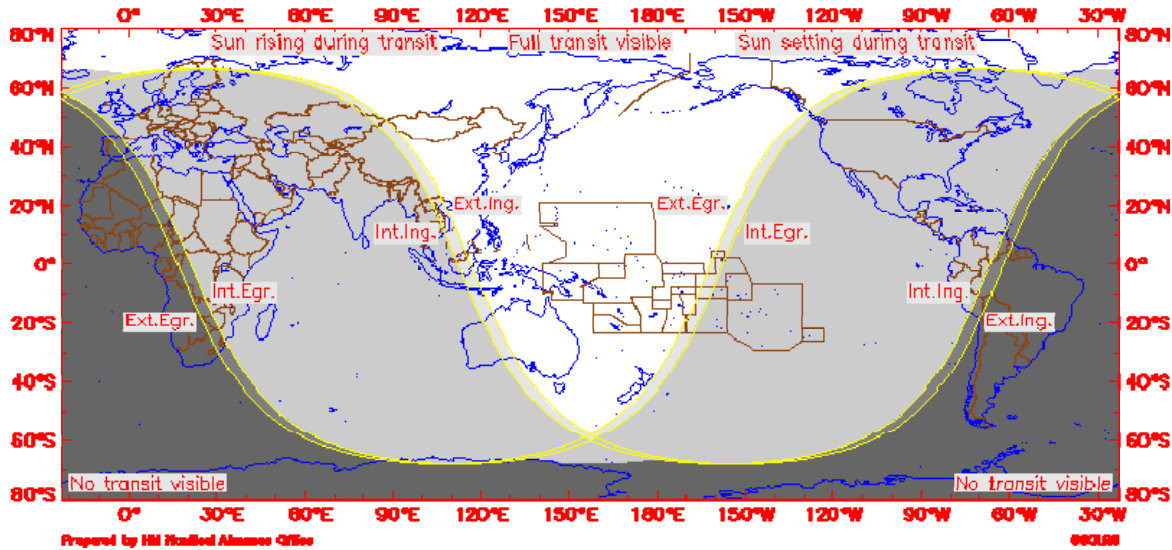 0° 30°E 60°E 90°E 120°E 150°E 180°E 150°W 120°W 90°W 60°W 30°W
80°N Sun rising during transit Full transit visible Sun setting during transit 80°N
60°N 60°N
40°N 40°N
20°N Ext.Ing. Ext.Egr. 20°N
Int.Ing. Int.Egr.
0° 0°
Int.Egr. Int.Ing.
20°S Ext.Egr. Ext.Ing. 20°S
40°S 40°S
60°S 60°S
No transit visible No transit visible
80°S 80°S
0° 30°E 60°E 90°E 120°E 150°E 180°E 150°W 120°W 90°W 60°W 30°W
Prepared by HM Nautical Almanac Office